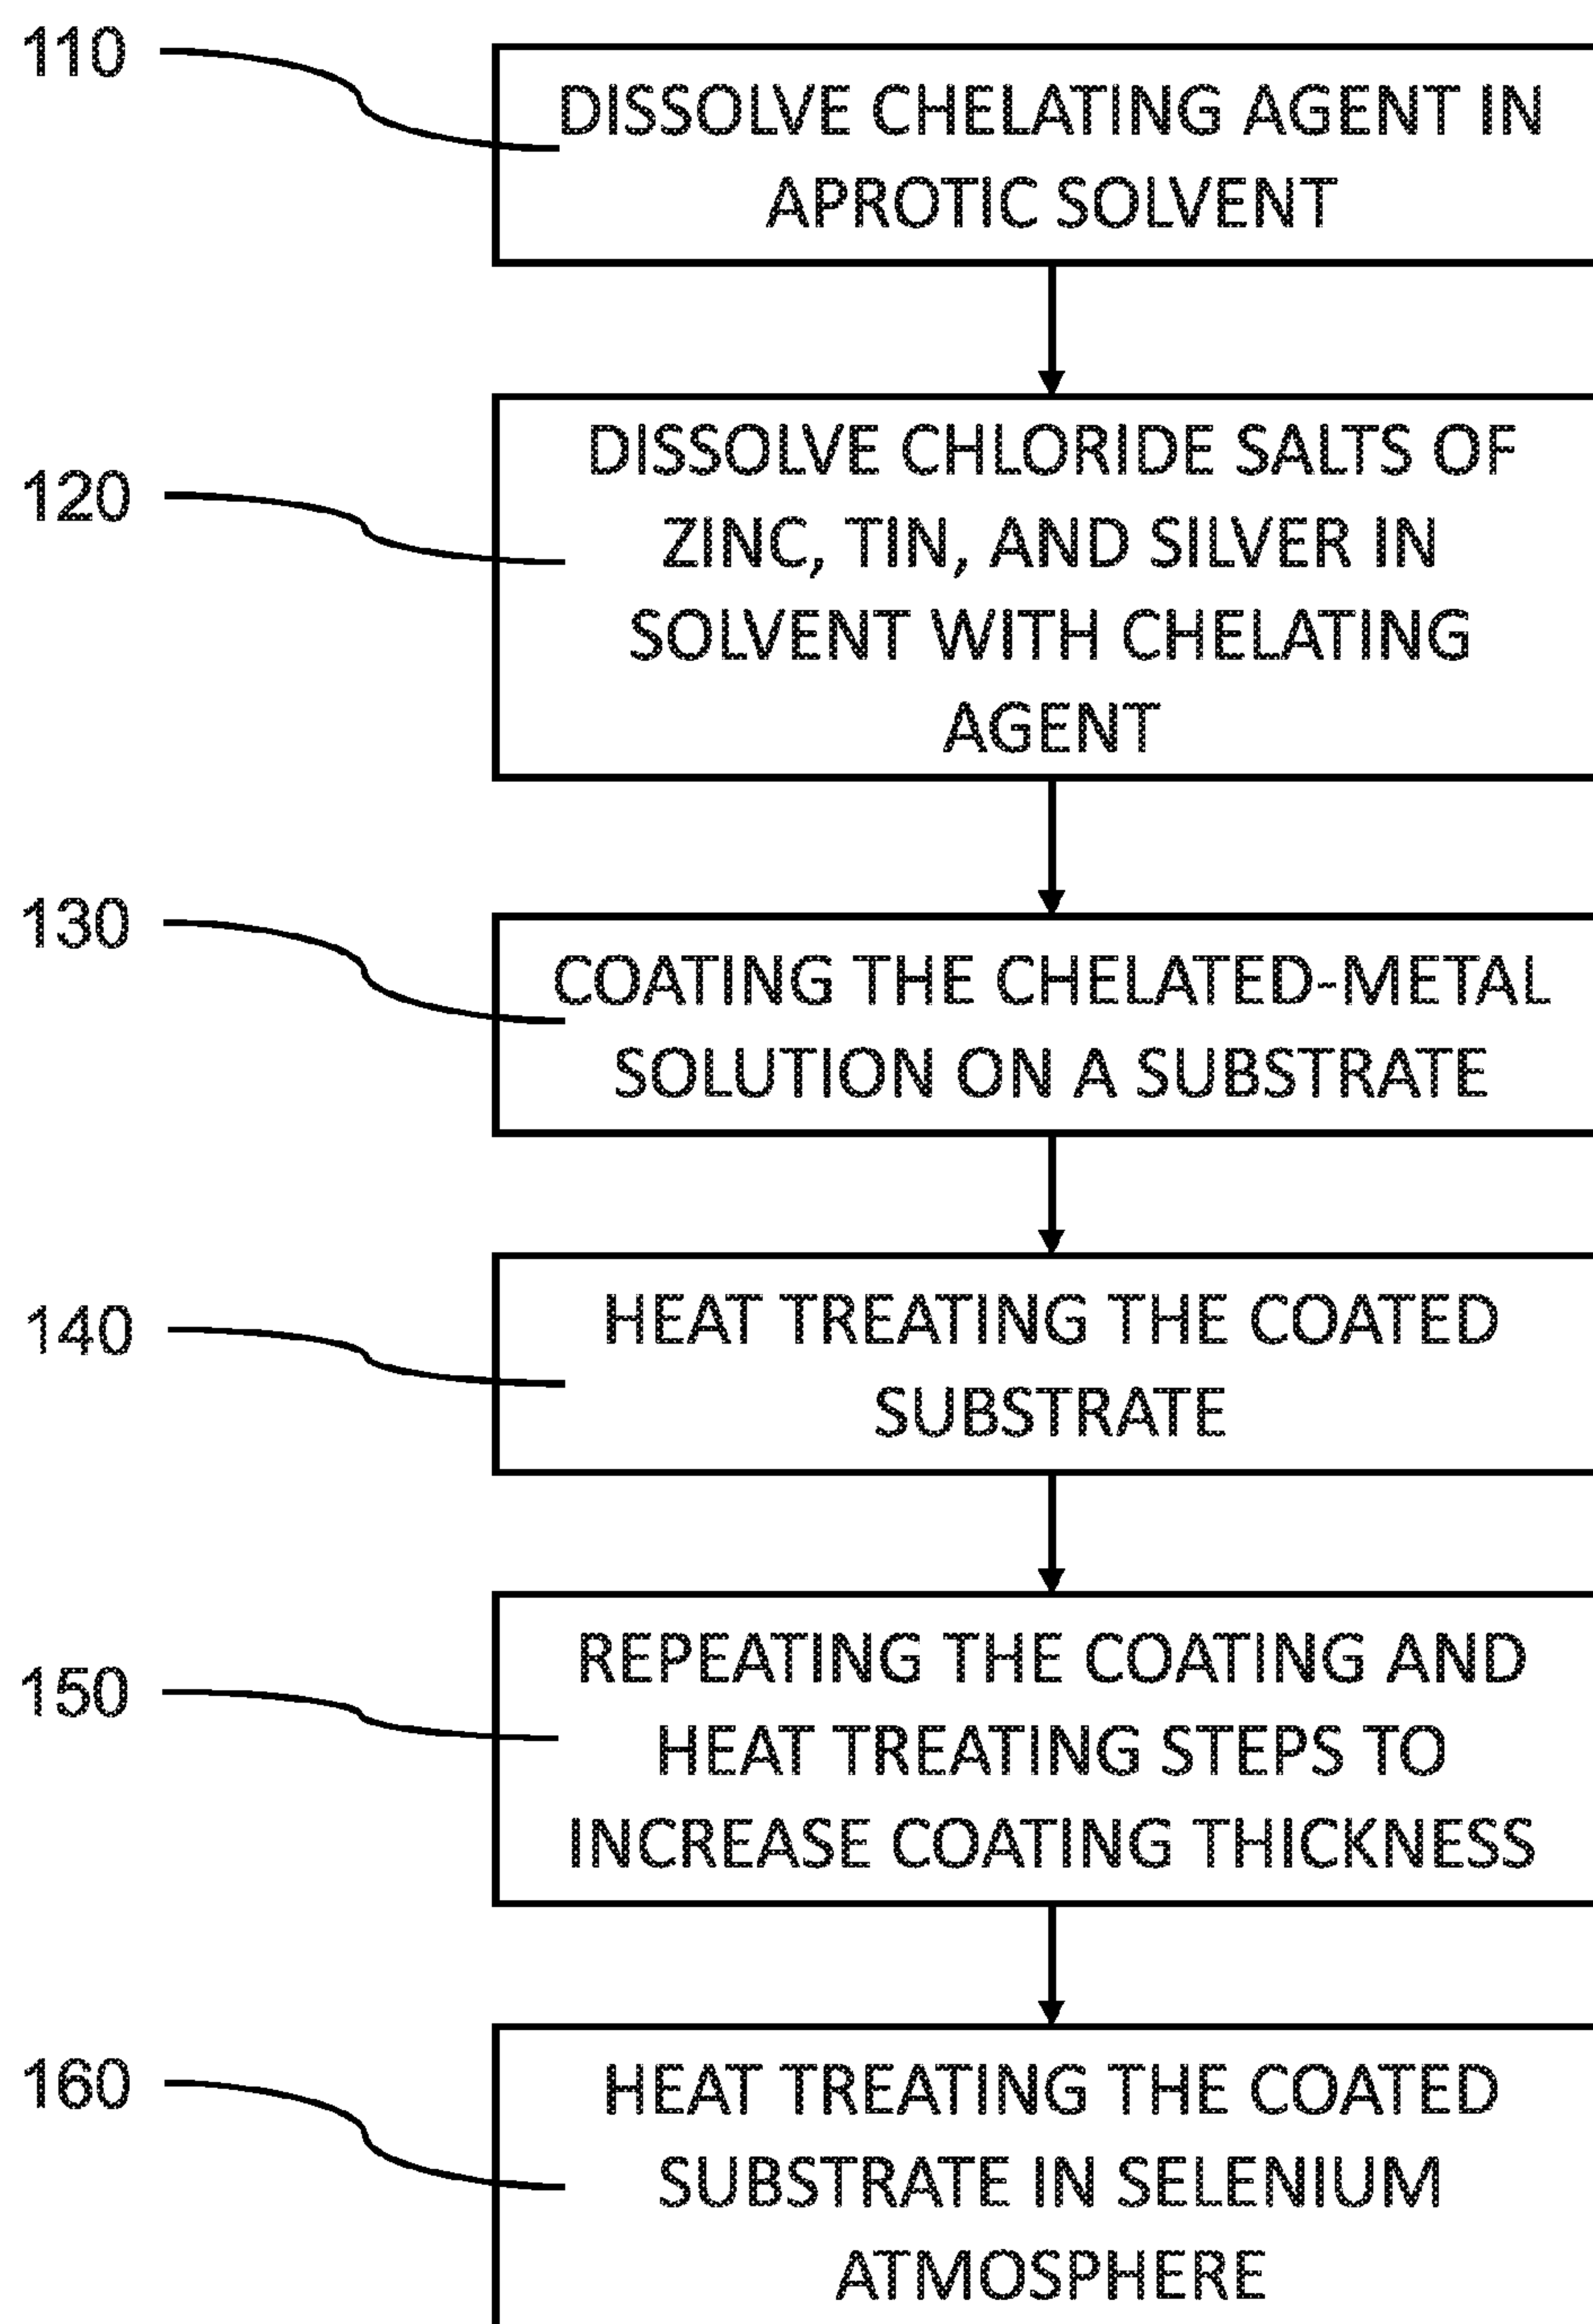 110
DISSOLVE CHELATING AGENT IN
APROTIC SOLVENT
120
DISSOLVE CHLORIDE SALTS OF
ZINC, TIN, AND SILVER IN
SOLVENT WITH CHELATING
AGENT
130
COATING THE CHELATED-METAL
SOLUTION ON A SUBSTRATE
140
HEAT TREATING THE COATED
SUBSTRATE
150
REPEATING THE COATING AND
HEAT TREATING STEPS TO
INCREASE COATING THICKNESS
160
HEAT TREATING THE COATED
SUBSTRATE IN SELENIUM
ATMOSPHERE